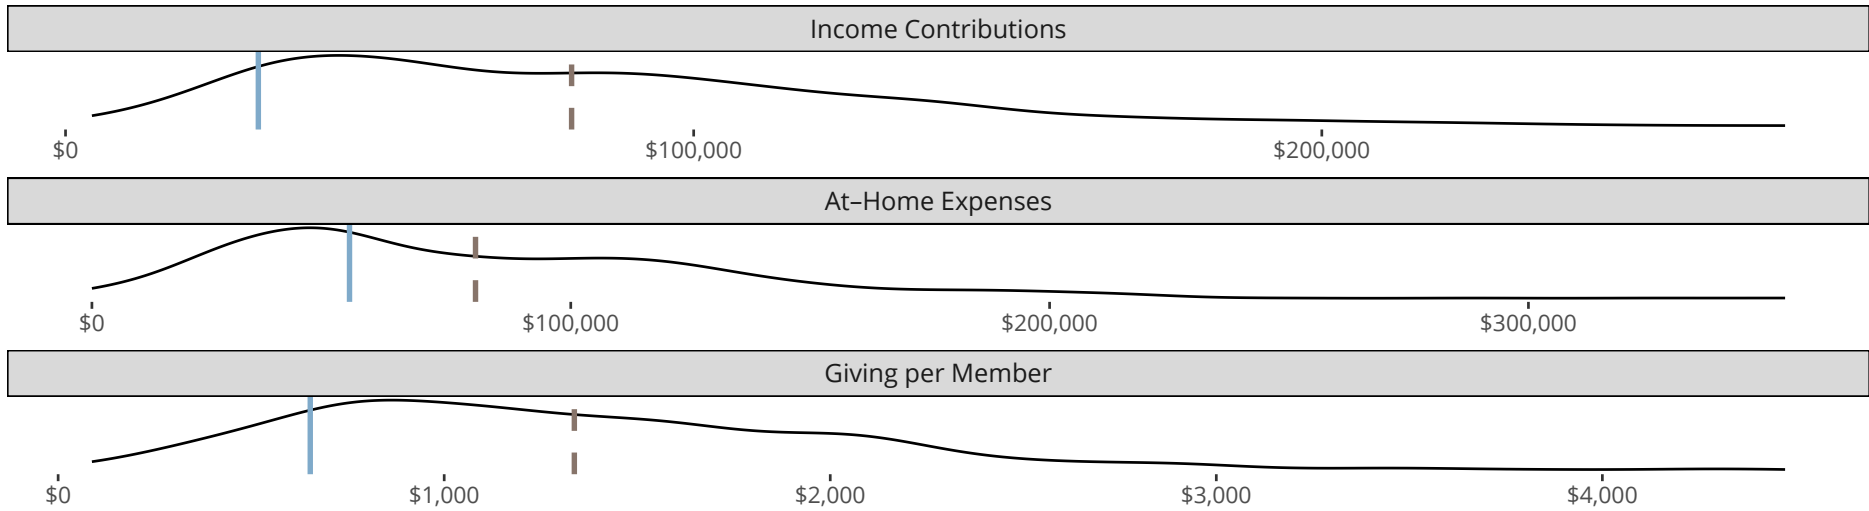 Income Contributions
$0 $100,000 $200,000
At–Home Expenses
$0 $100,000 $200,000 $300,000
Giving per Member
$0 $1,000 $2,000 $3,000 $4,000